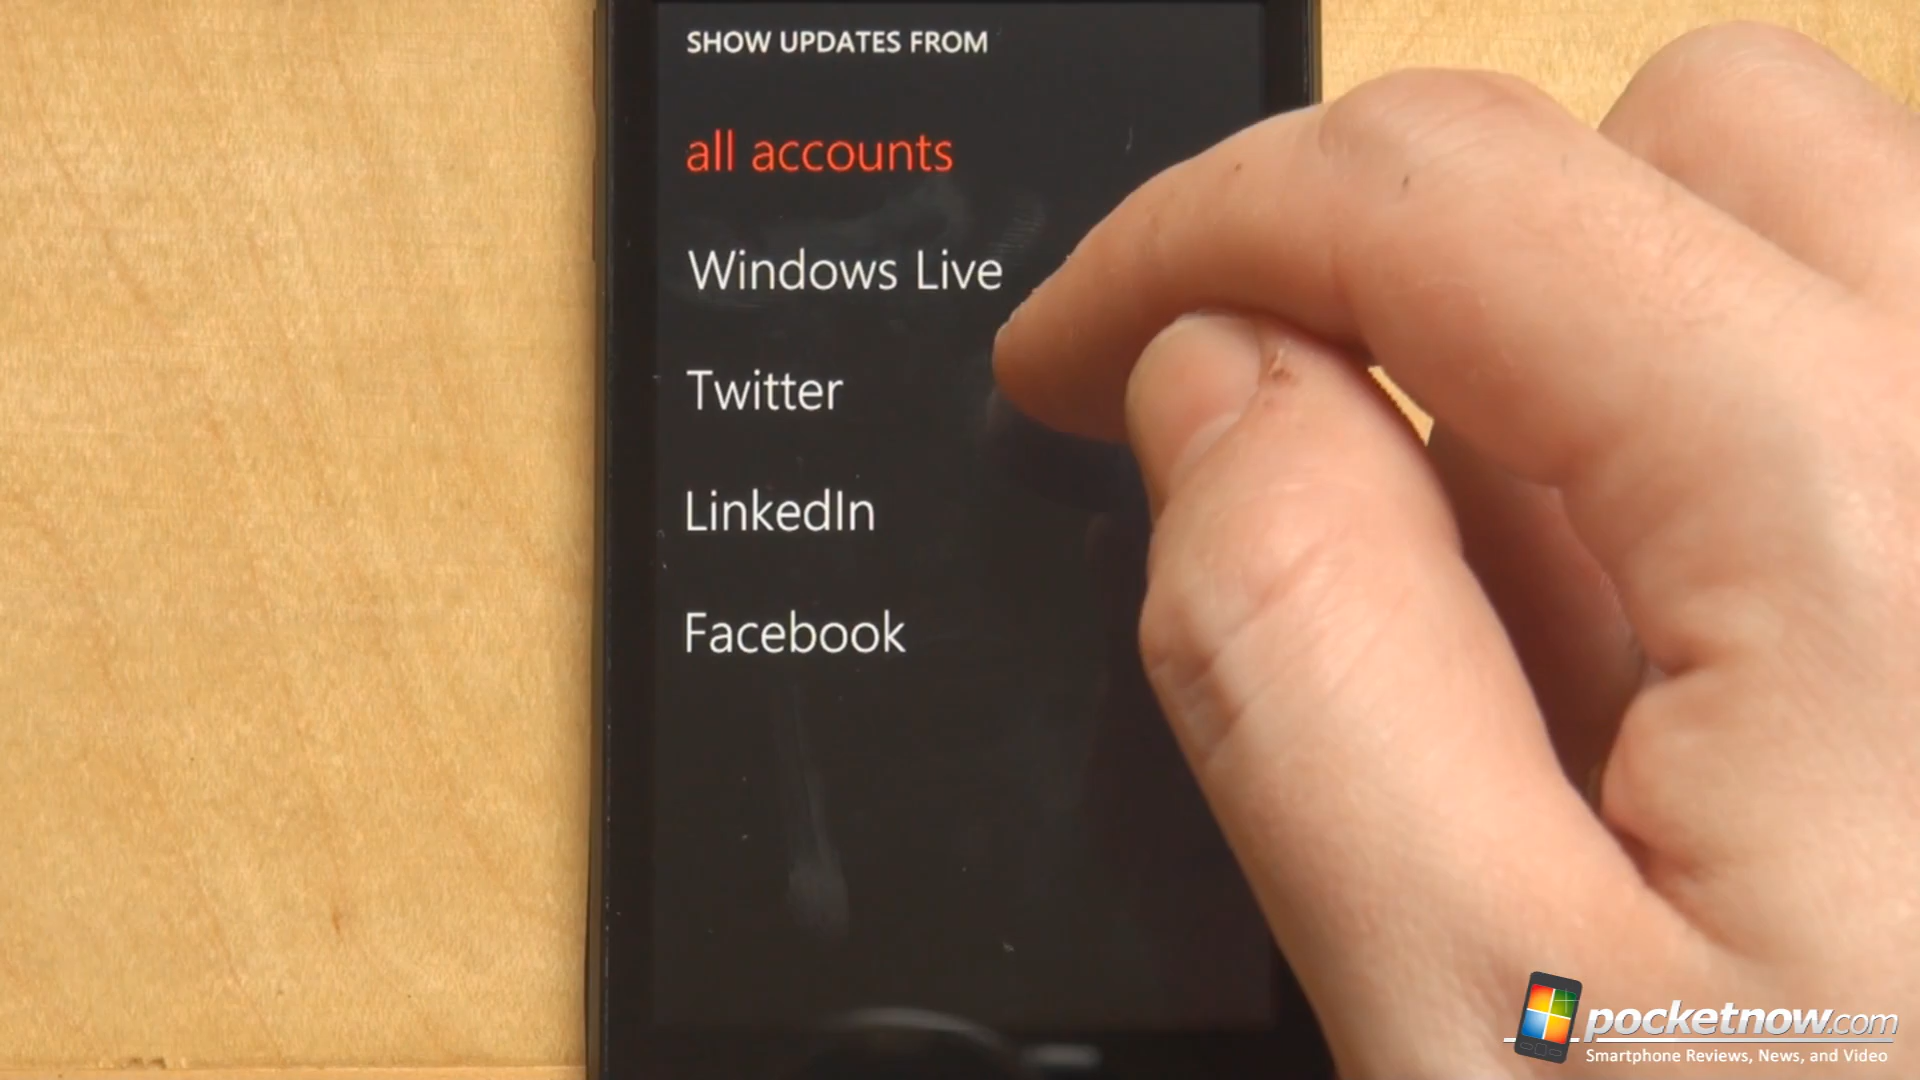 SHOW UPDATES FROM
all accounts
Windows Live
Twitter
LinkedIn
Facebook
pocketnow.com
Smartphone Reviews, News, and Video